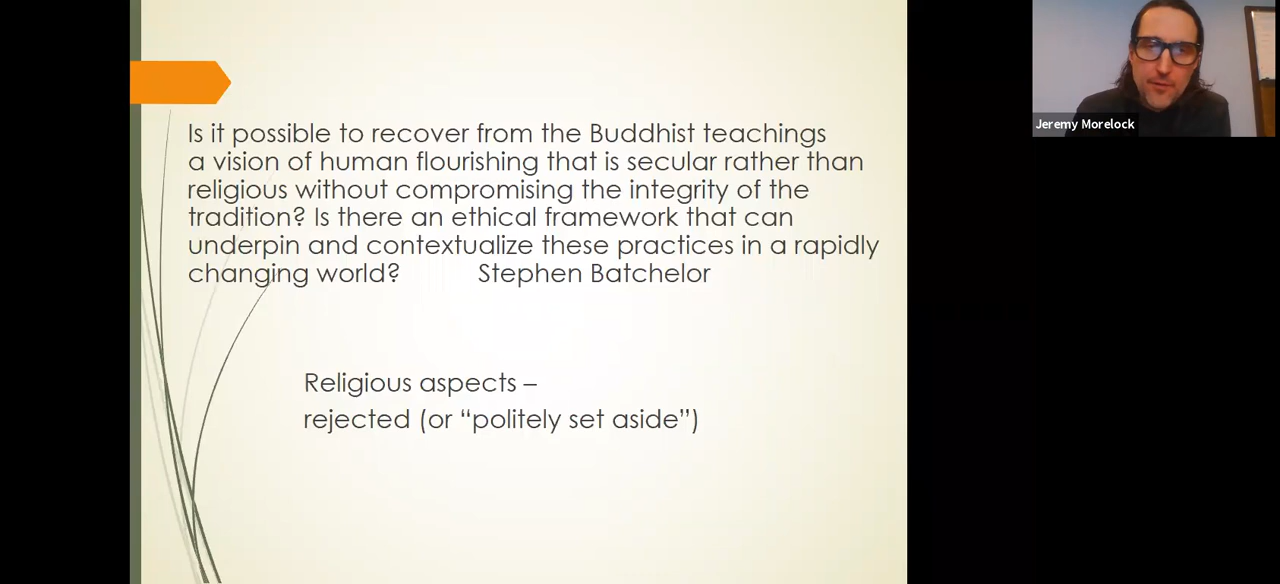 Is it possible to recover from the Buddhist teachings
a vision of human flourishing that is secular rather than
religious without compromising the integrity of the
tradition? Is there an ethical framework that can
underpin and contextualize these practices in a rapidly
changing world? Stephen Batchelor
Religious aspects –
rejected (or “politely set aside”)
Jeremy Morelock